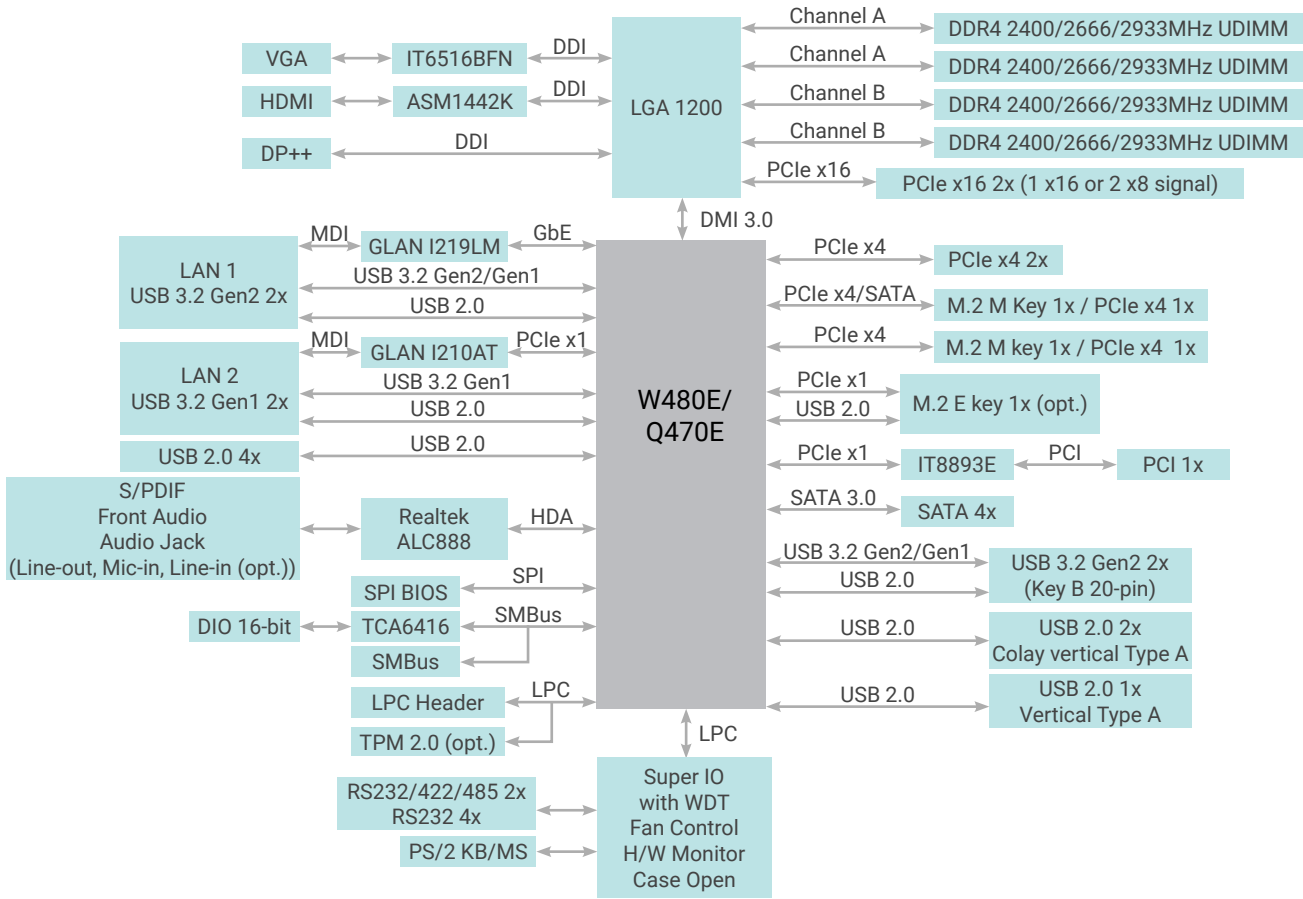 Channel A
DDR4 2400/2666/2933MHz UDIMM
VGA
IT6516BFN
DDI
Channel A
DDR4 2400/2666/2933MHz UDIMM
HDMI
ASM1442K
DDI
LGA 1200
Channel B
DDR4 2400/2666/2933MHz UDIMM
DP++
DDI
Channel B
DDR4 2400/2666/2933MHz UDIMM
PCIe x16
PCIe x16 2x (1 x16 or 2 x8 signal)
DMI 3.0
LAN 1
USB 3.2 Gen2 2x
MDI
GLAN I219LM
GbE
USB 3.2 Gen2/Gen1
USB 2.0
LAN 2
USB 3.2 Gen1 2x
MDI
GLAN I210AT
PCIe x1
USB 3.2 Gen1
USB 2.0
USB 2.0 4x
USB 2.0
S/PDIF
Front Audio
Audio Jack
(Line-out, Mic-in, Line-in (opt.))
Realtek
ALC888
HDA
SPI BIOS
SPI
DIO 16-bit
TCA6416
SMBus
SMBus
LPC Header
LPC
TPM 2.0 (opt.)
W480E/
Q470E
PCIe x4
PCIe x4 2x
PCIe x4/SATA
M.2 M Key 1x / PCIe x4 1x
PCIe x4
M.2 M key 1x / PCIe x4 1x
PCIe x1
USB 2.0
M.2 E key 1x (opt.)
PCIe x1
IT8893E
PCI
PCI 1x
SATA 3.0
SATA 4x
USB 3.2 Gen2/Gen1
USB 2.0
USB 3.2 Gen2 2x
(Key B 20-pin)
USB 2.0
USB 2.0 2x
Colay vertical Type A
USB 2.0
USB 2.0 1x
Vertical Type A
LPC
RS232/422/485 2x
RS232 4x
PS/2 KB/MS
Super IO
with WDT
Fan Control
H/W Monitor
Case Open